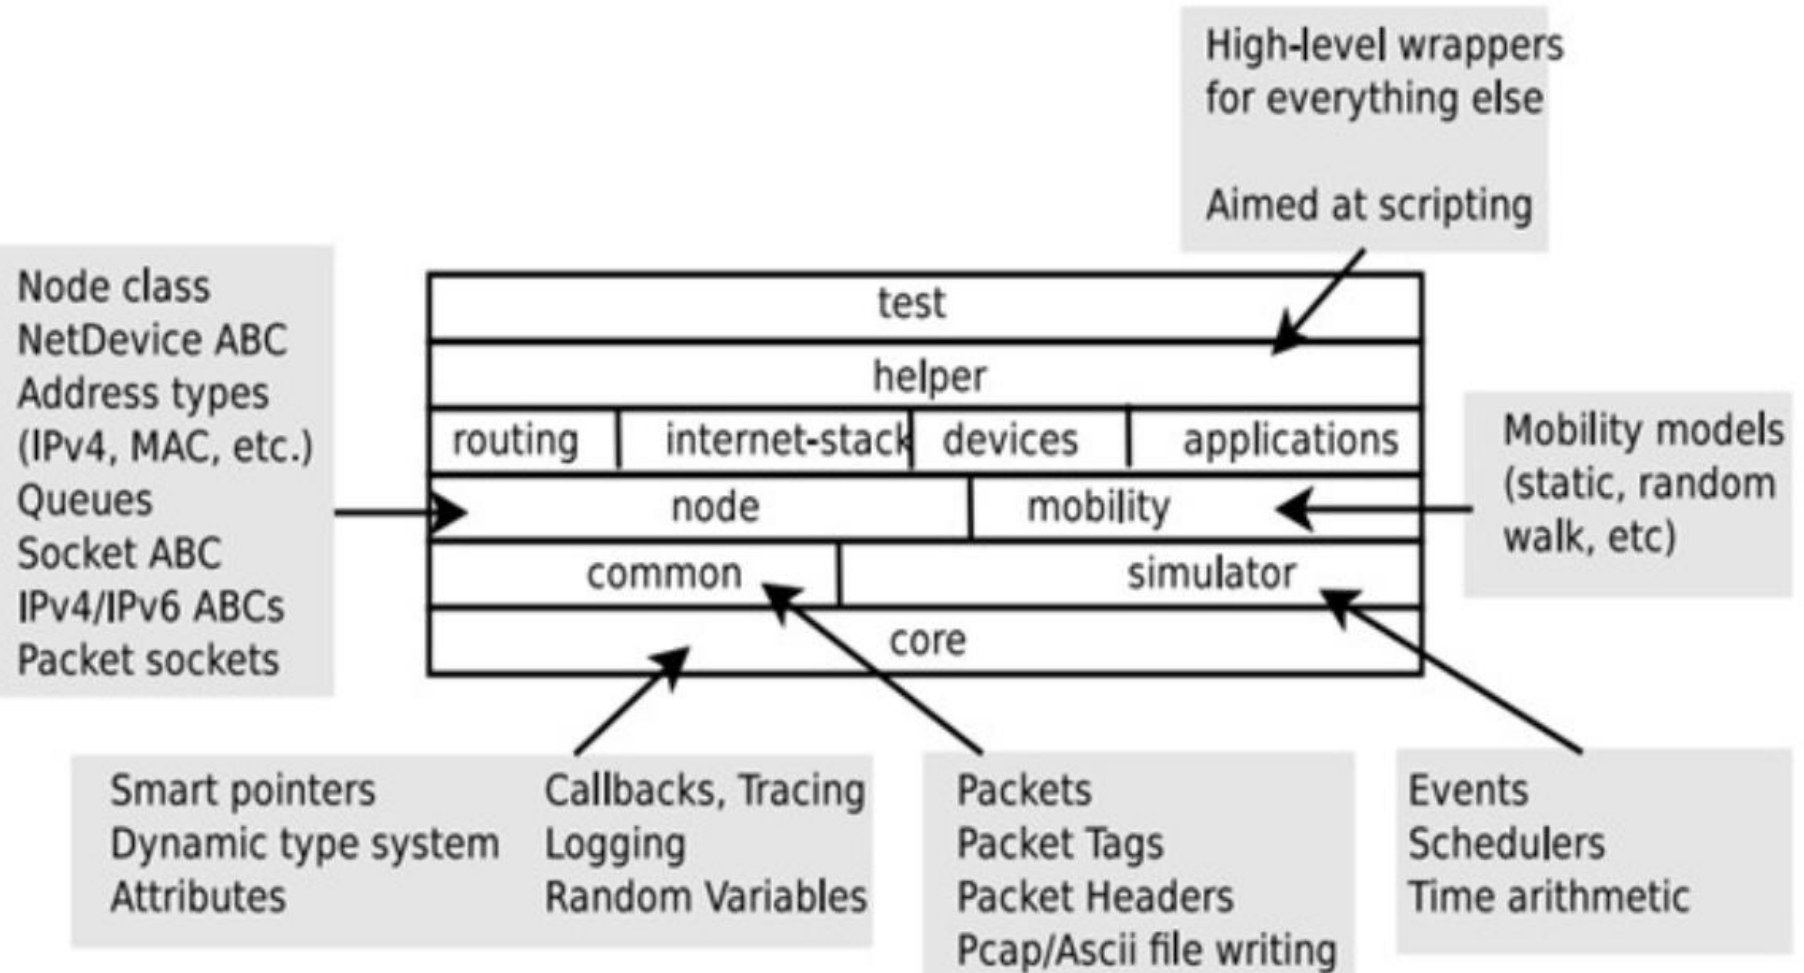 High-level wrappers
for everything else
Aimed at scripting
Node class
NetDevice ABC
Address types
(IPv4, MAC, etc.)
Queues
Socket ABC
IPv4/IPv6 ABCs
Packet sockets
test
helper
routing internet-stack devices applications
node mobility
common simulator
core
Mobility models
(static, random
walk, etc)
Smart pointers
Dynamic type system
Attributes
Callbacks, Tracing
Logging
Random Variables
Packets
Packet Tags
Packet Headers
Pcap/Ascii file writing
Events
Schedulers
Time arithmetic